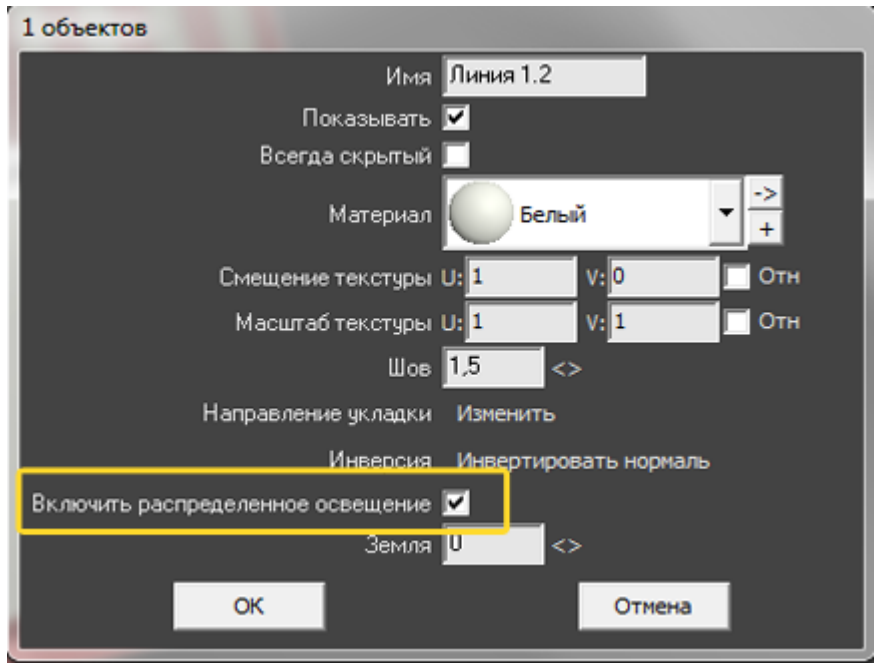 1 объектов
Имя Линия 1.2
Показывать
Всегда скрытый
Материал Белый ->
+
Смещение текстуры U: 1 V: 0 Отн
Масштаб текстуры U: 1 V: 1 Отн
Шов 1,5 <>
Направление укладки Изменить
Инверсия Инвертировать нормаль
Включить распределенное освещение
Земля 0 <>
ОК Отмена